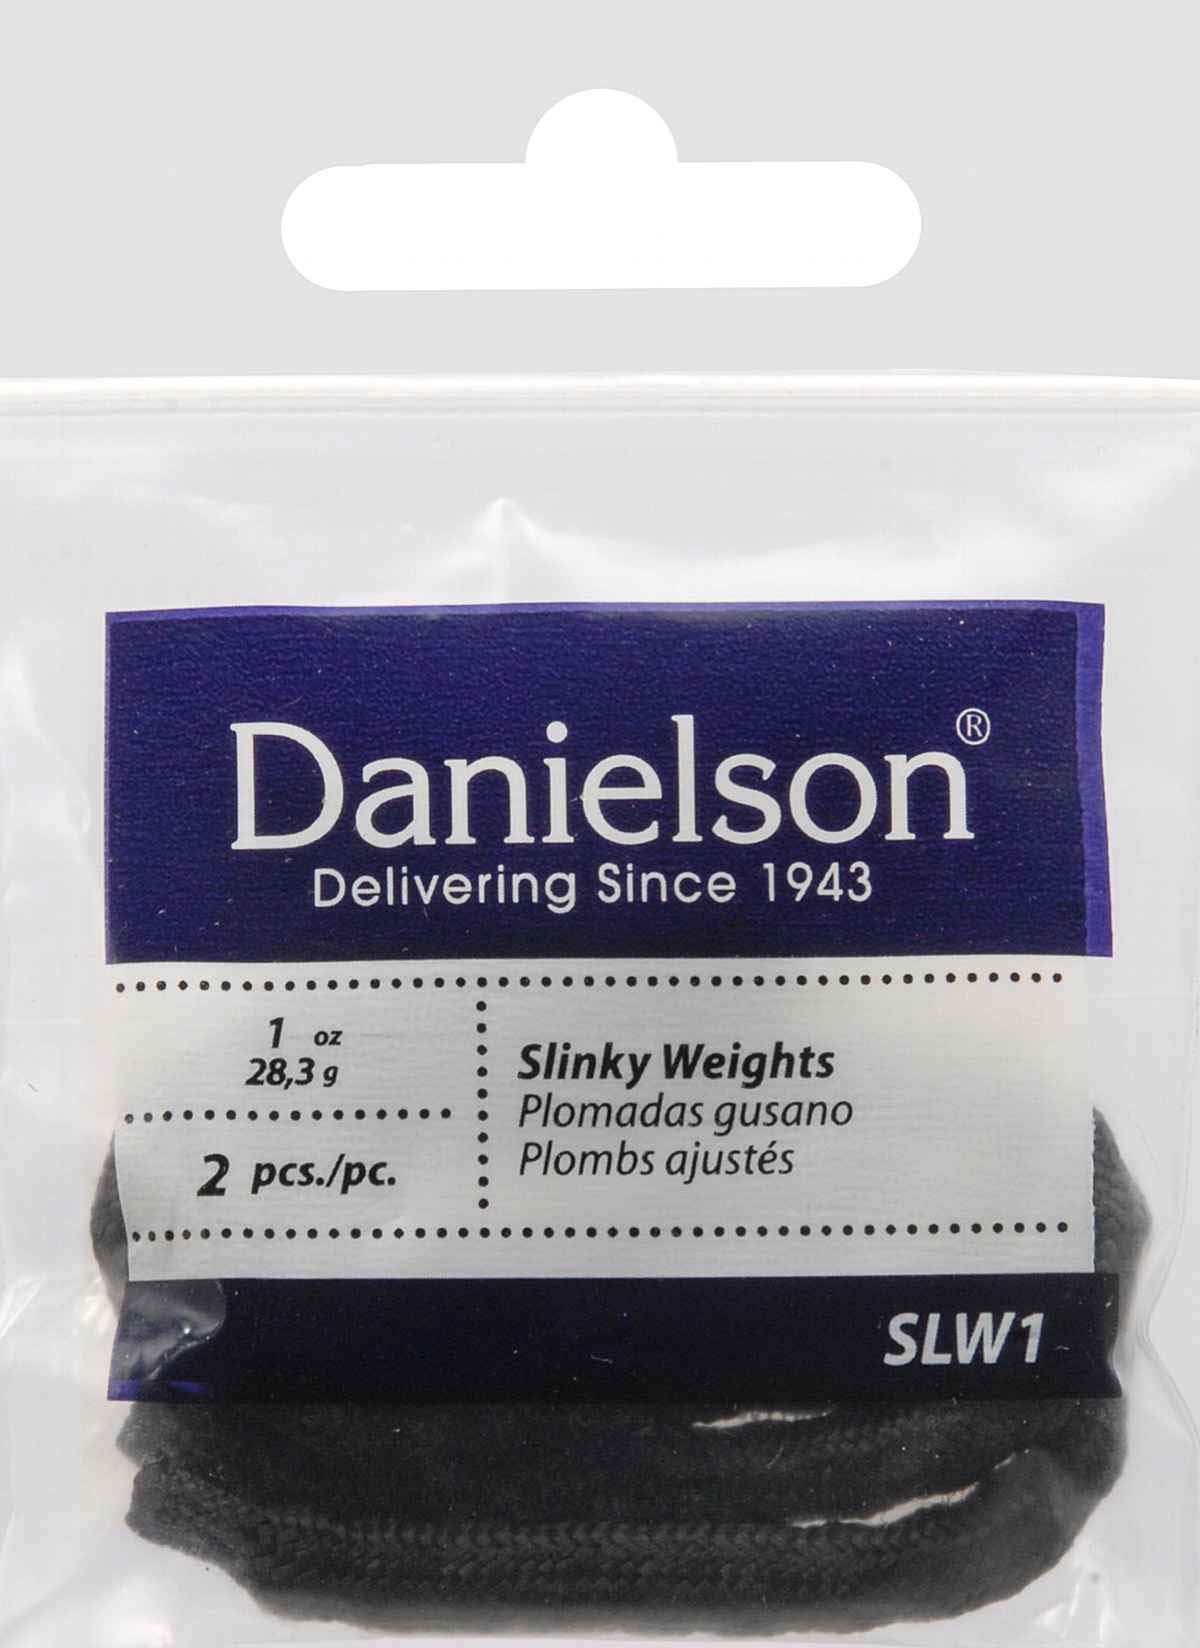 Danielson®
Delivering Since 1943
1 oz
28,3 g
2 pcs./pc.
Slinky Weights
Plomadas gusano
Plombs ajustés
SLW1